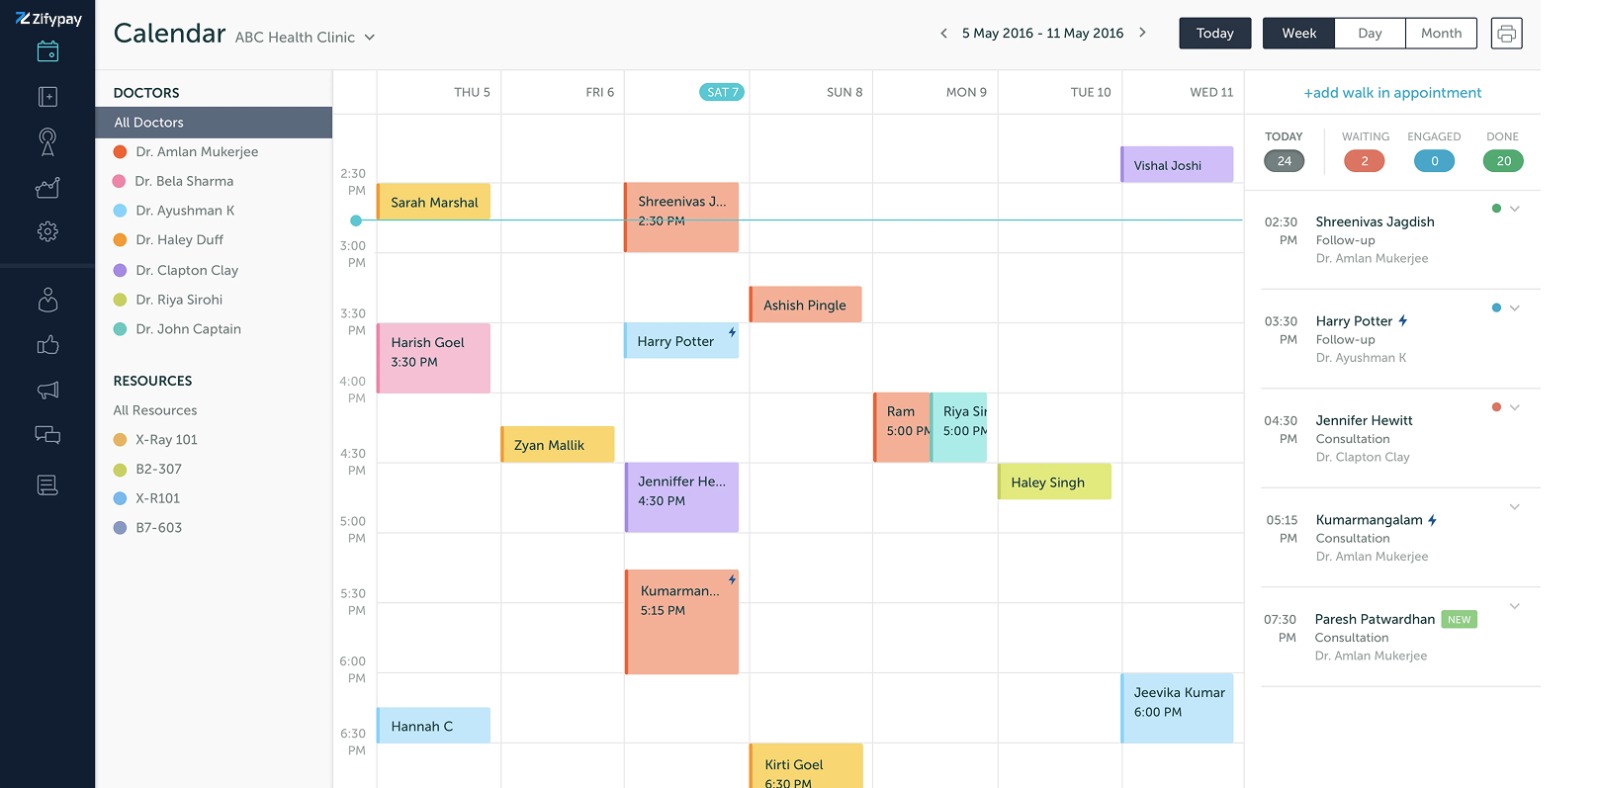 Zifypay
Calendar ABC Health Clinic
5 May 2016 - 11 May 2016
Today
Week Day Month
DOCTORS
All Doctors
Dr. Amlan Mukerjee
Dr. Bela Sharma
Dr. Ayushman K
Dr. Haley Duff
Dr. Clapton Clay
Dr. Riya Sirohi
Dr. John Captain
RESOURCES
All Resources
X-Ray 101
B2-307
X-R101
B7-603
THU 5 FRI 6 SAT 7 SUN 8 MON 9 TUE 10 WED 11
Vishal Joshi
2:30
PM
Sarah Marshal
Shreenivas J...
2:30 PM
3:00
PM
Ashish Pingle
3:30
PM
Harish Goel
3:30 PM
Harry Potter
4:00
PM
Ram
5:00 PM
Riya Sir
5:00 PM
Zyan Mallik
4:30
PM
Jenniffer He...
4:30 PM
Haley Singh
5:00
PM
Kumarman...
5:15 PM
5:30
PM
6:00
PM
Jeevika Kumar
6:00 PM
Hannah C
6:30
PM
Kirti Goel
6:30 PM
+add walk in appointment
TODAY WAITING ENGAGED DONE
24 2 0 20
02:30 Shreenivas Jagdish
PM Follow-up
Dr. Amlan Mukerjee
03:30 Harry Potter
PM Follow-up
Dr. Ayushman K
04:30 Jennifer Hewitt
PM Consultation
Dr. Clapton Clay
05:15 Kumarmangalam
PM Consultation
Dr. Amlan Mukerjee
07:30 Paresh Patwardhan NEW
PM Consultation
Dr. Amlan Mukerjee